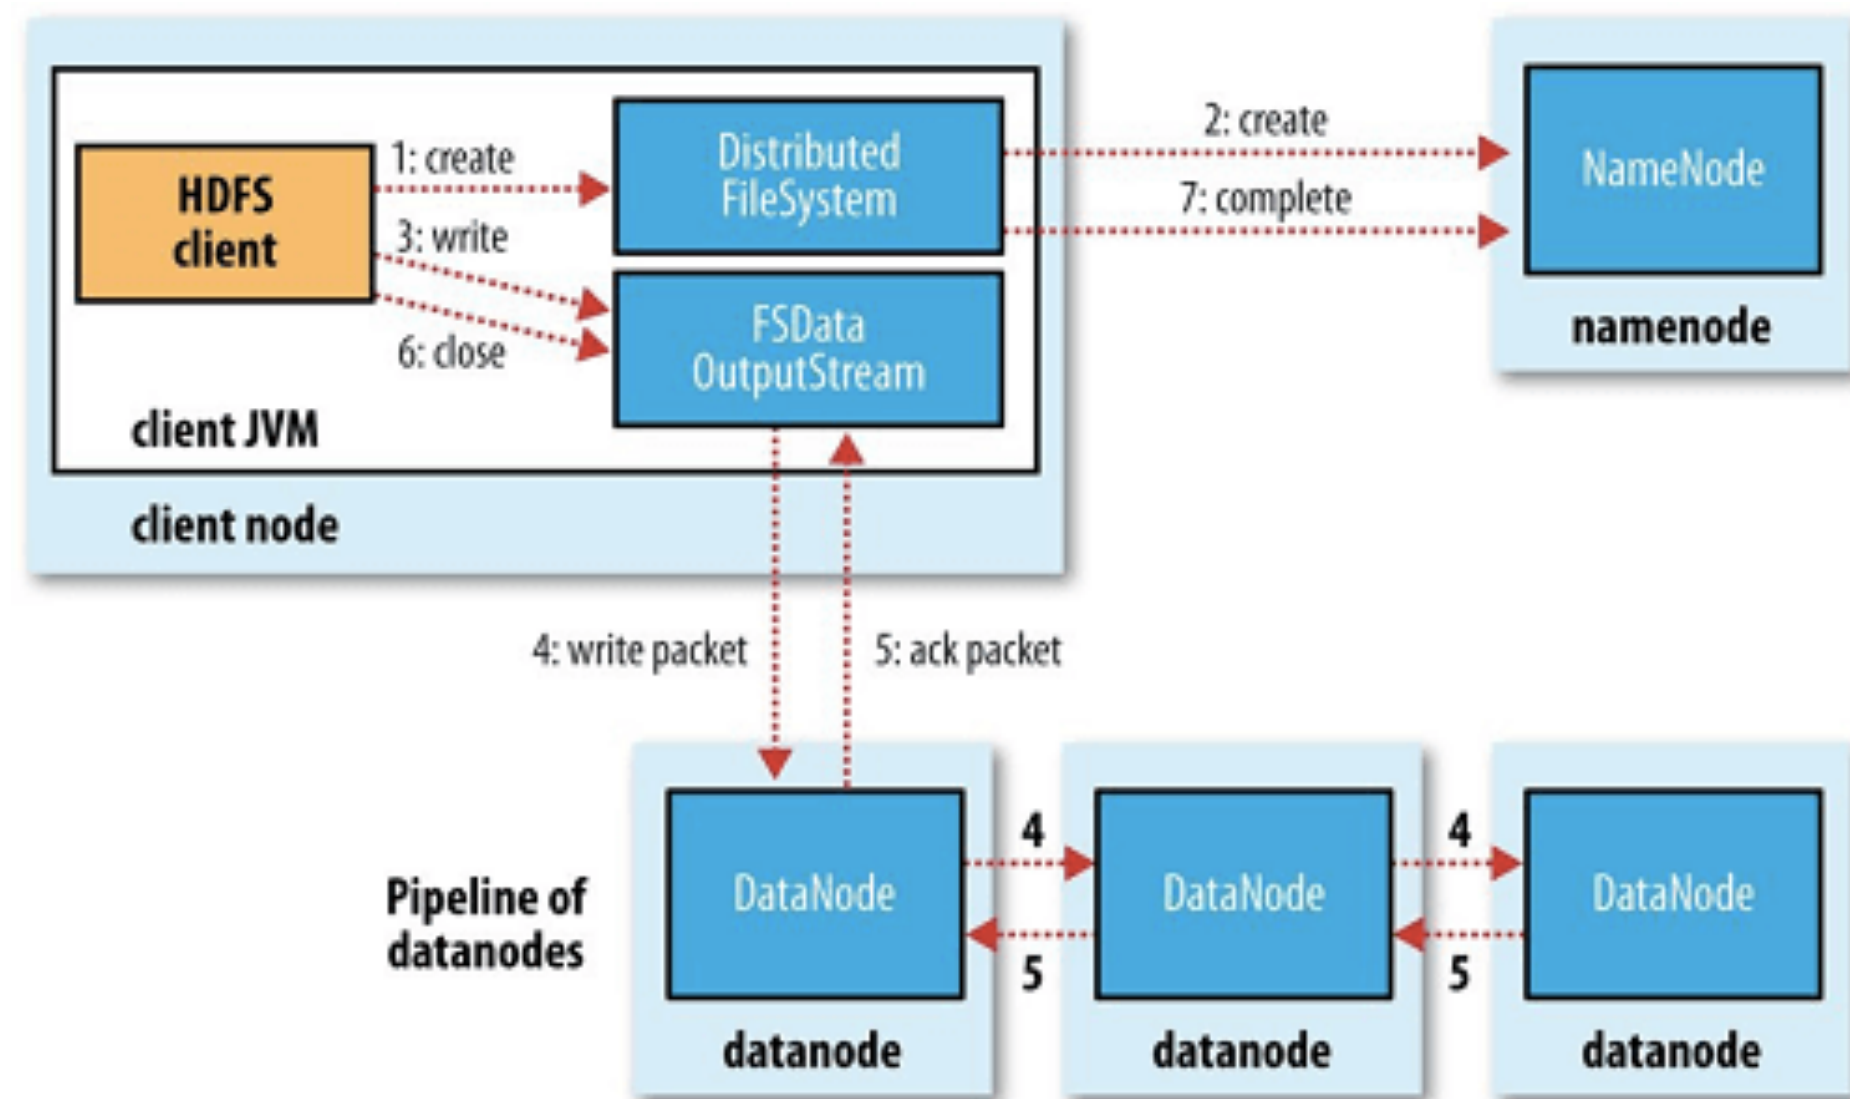 HDFS
client
1: create
3: write
6: close
Distributed
FileSystem
FSData
OutputStream
client JVM
client node
2: create
7: complete
NameNode
namenode
4: write packet
5: ack packet
Pipeline of
datanodes
DataNode
datanode
4
5
DataNode
datanode
4
5
DataNode
datanode